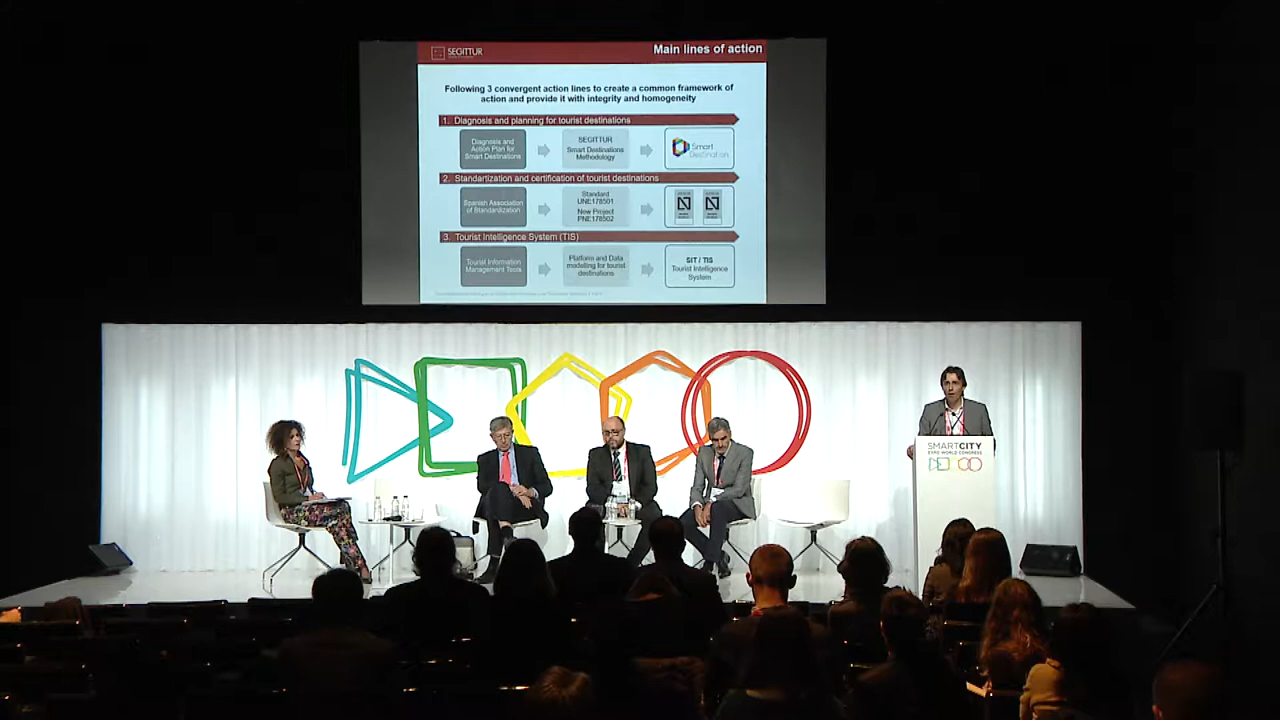 SEGITTUR
Main lines of action
Following 3 convergent action lines to create a common framework of
action and provide it with integrity and homogeneity
1. Diagnosis and planning for tourist destinations
Diagnosis and
Action Plan for
Smart Destinations
SEGITTUR
Smart Destinations
Methodology
Smart
Destination
2. Standartization and certification of tourist destinations
Spanish Association
of Standardization
Standard
UNE178501
New Project
PNE178502
3. Tourist Intelligence System (TIS)
Tourist Information
Management Tools
Platform and Data
modelling for tourist
destinations
SIT / TIS
Tourist Intelligence
System
SMARTCITY
EXPO WORLD CONGRESS